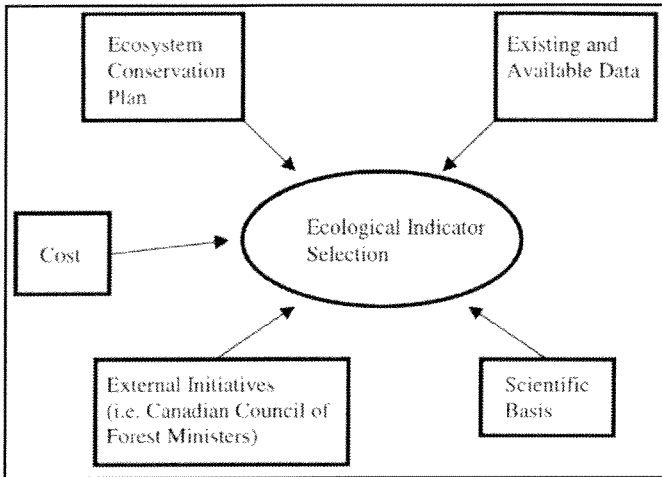 Ecosystem
Conservation
Plan
Existing and
Available Data
Ecological Indicator
Selection
Cost
External Initiatives
(i.e. Canadian Council of
Forest Ministers)
Scientific
Basis